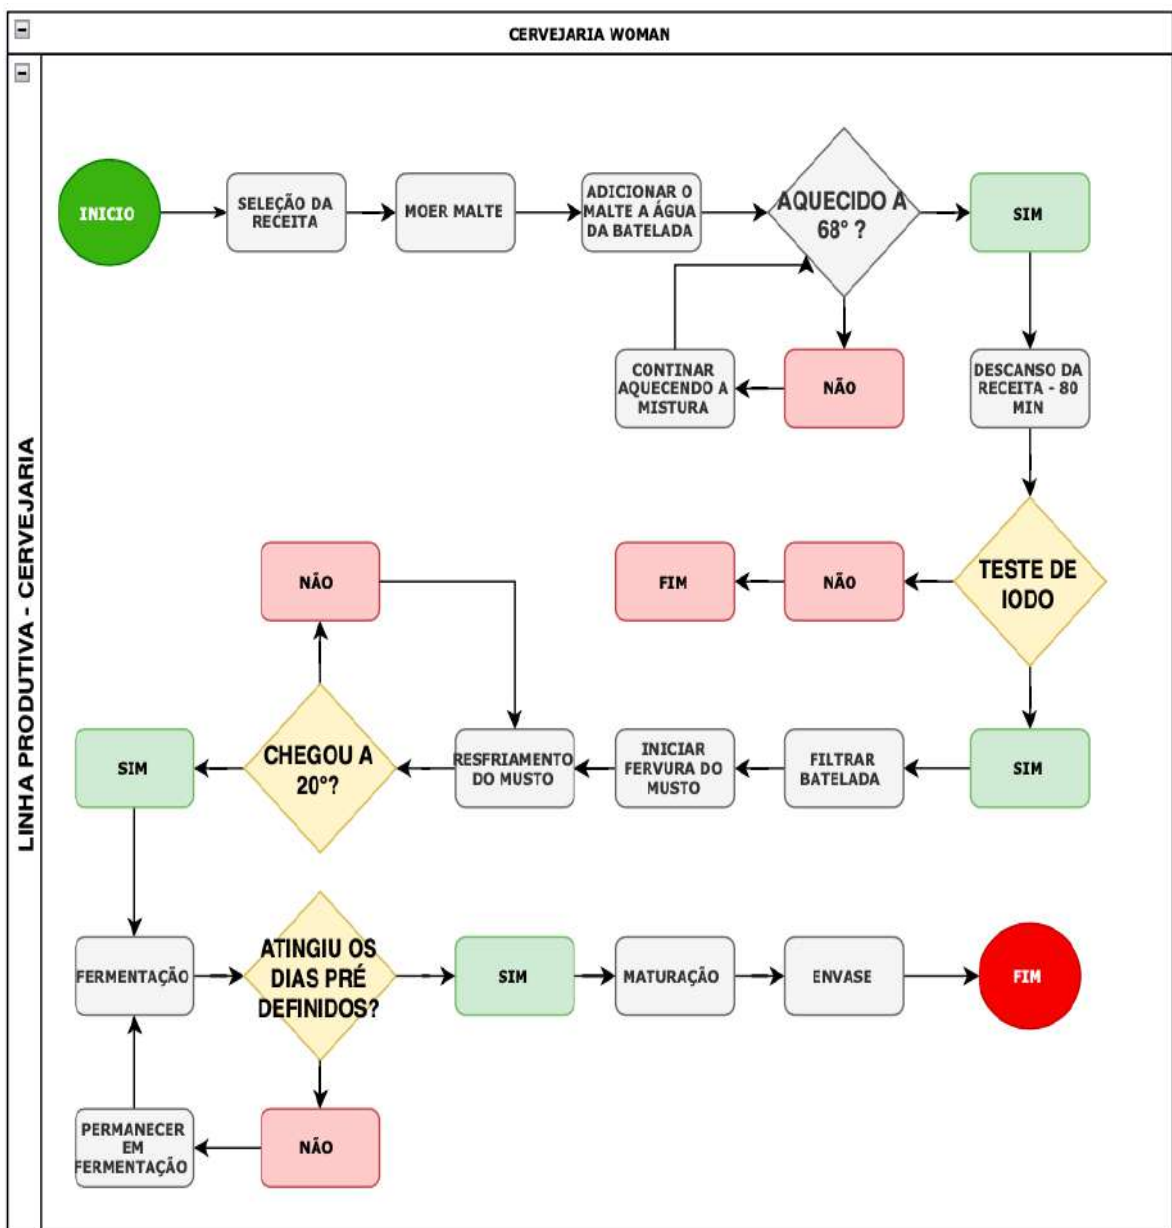 CERVEJARIA WOMAN
LINHA PRODUTIVA - CERVEJARIA
INICIO
SELEÇÃO DA
RECEITA
MOER MALTE
ADICIONAR O
MALTE A ÁGUA
DA BATELADA
AQUECIDO A
68° ?
SIM
CONTINAR
AQUECENDO A
MISTURA
NÃO
DESCANSO DA
RECEITA - 80
MIN
NÃO
FIM
NÃO
TESTE DE
IODO
SIM
CHEGOU A
20°?
RESFRIAMENTO
DO MUSTO
INICIAR
FERVURA DO
MUSTO
FILTRAR
BATELADA
SIM
FERMENTAÇÃO
ATINGIU OS
DIAS PRÉ
DEFINIDOS?
SIM
MATURAÇÃO
ENVASE
FIM
PERMANECER
EM
FERMENTAÇÃO
NÃO